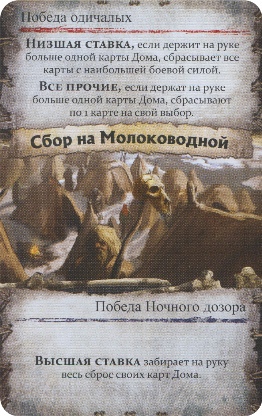 Победа одичалых
Низшая ставка, если держит на руке
больше одной карты Дома, сбрасывает все
карты с наибольшей боевой силой.
Все прочие, если держат на руке
больше одной карты Дома, сбрасывают
по 1 карте на свой выбор.
Сбор на Молоководной
Победа Ночного дозора
Высшая ставка забирает на руку
весь сброс своих карт Дома.